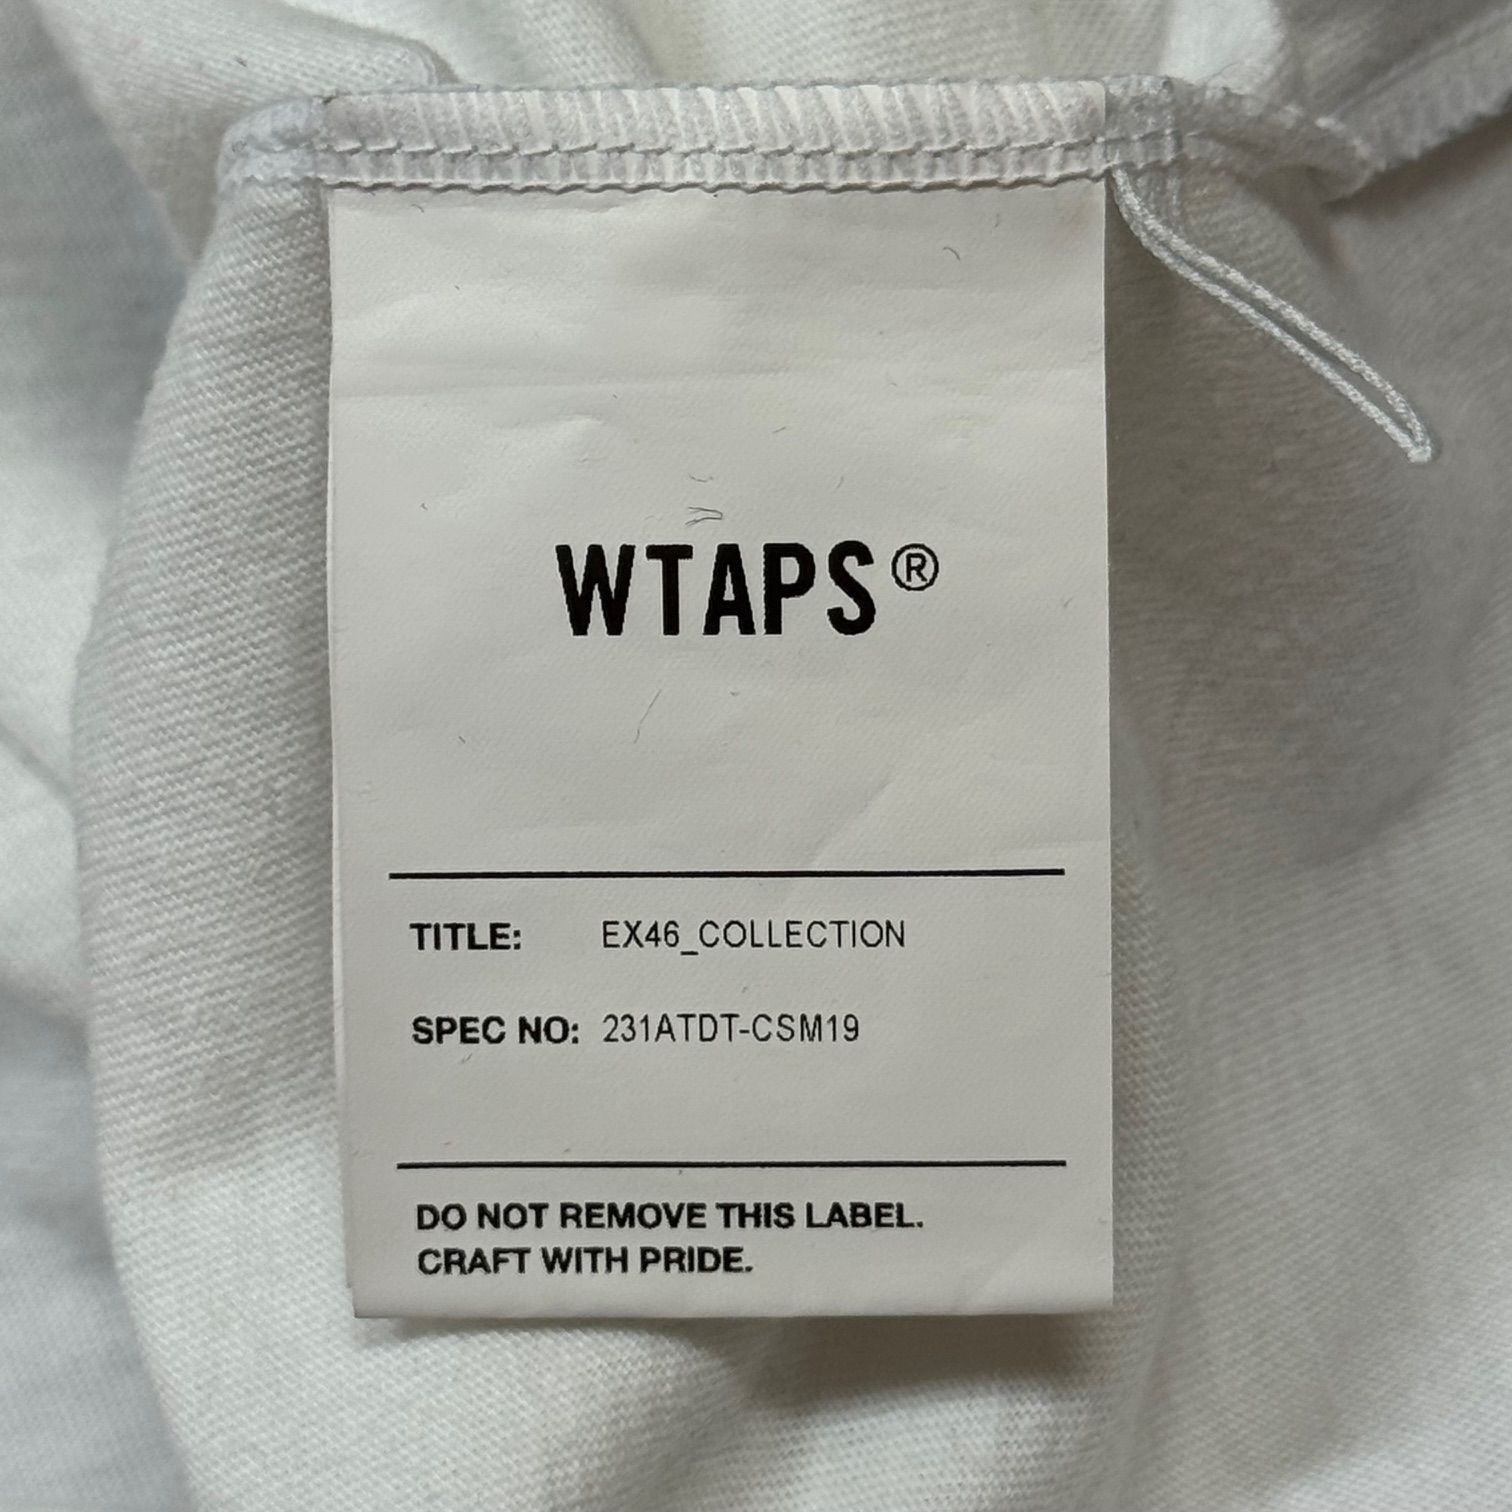 WTAPS®
TITLE: EX46_COLLECTION
SPEC NO: 231ATDT-CSM19
DO NOT REMOVE THIS LABEL.
CRAFT WITH PRIDE.